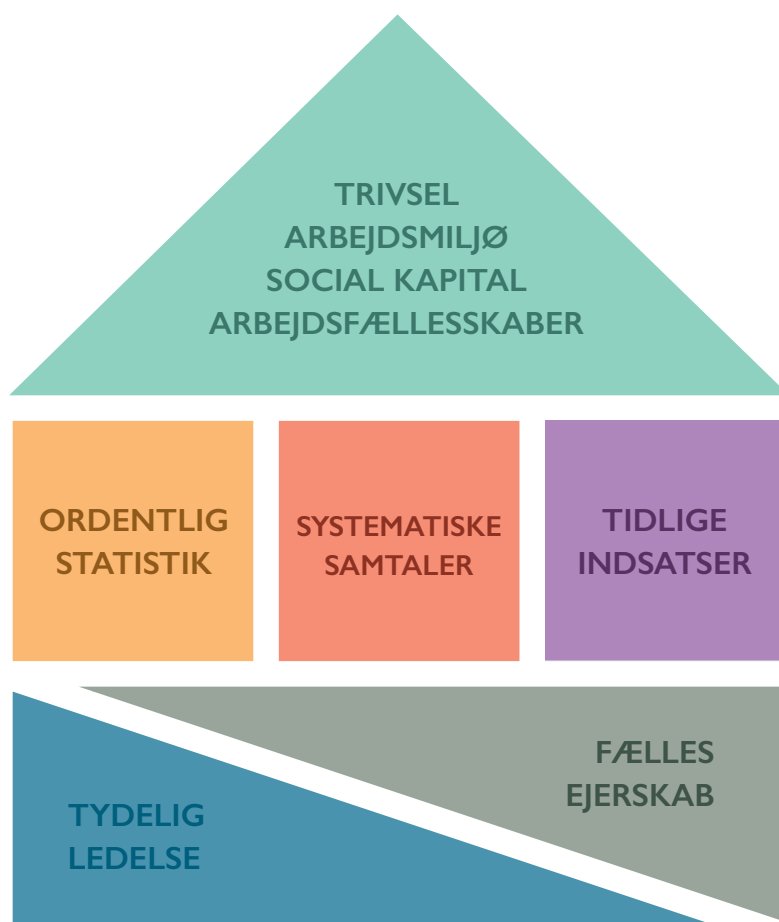 TRIVSEL
ARBEJDSMILJØ
SOCIAL KAPITAL
ARBEJDSFÆLLESSKABER
ORDENTLIG
STATISTIK
SYSTEMATISKE
SAMTALER
TIDLIGE
INDSATSER
FÆLLES
EJERSKAB
TYDELIG
LEDELSE